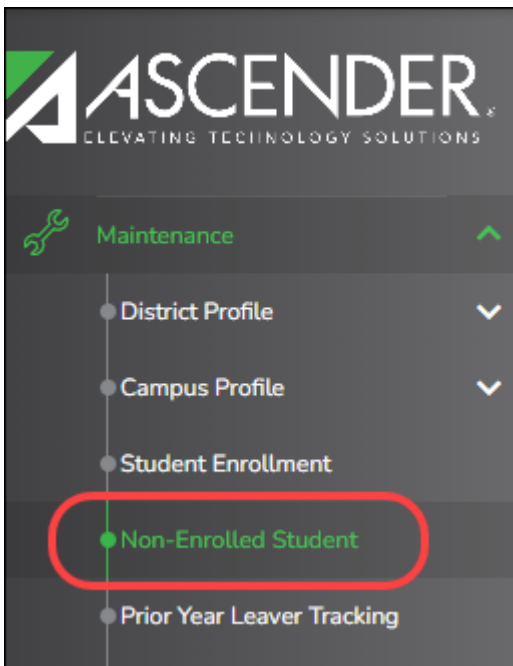 ASCENDER®
ELEVATING TECHNOLOGY SOLUTIONS
Maintenance
District Profile
Campus Profile
Student Enrollment
Non-Enrolled Student
Prior Year Leaver Tracking